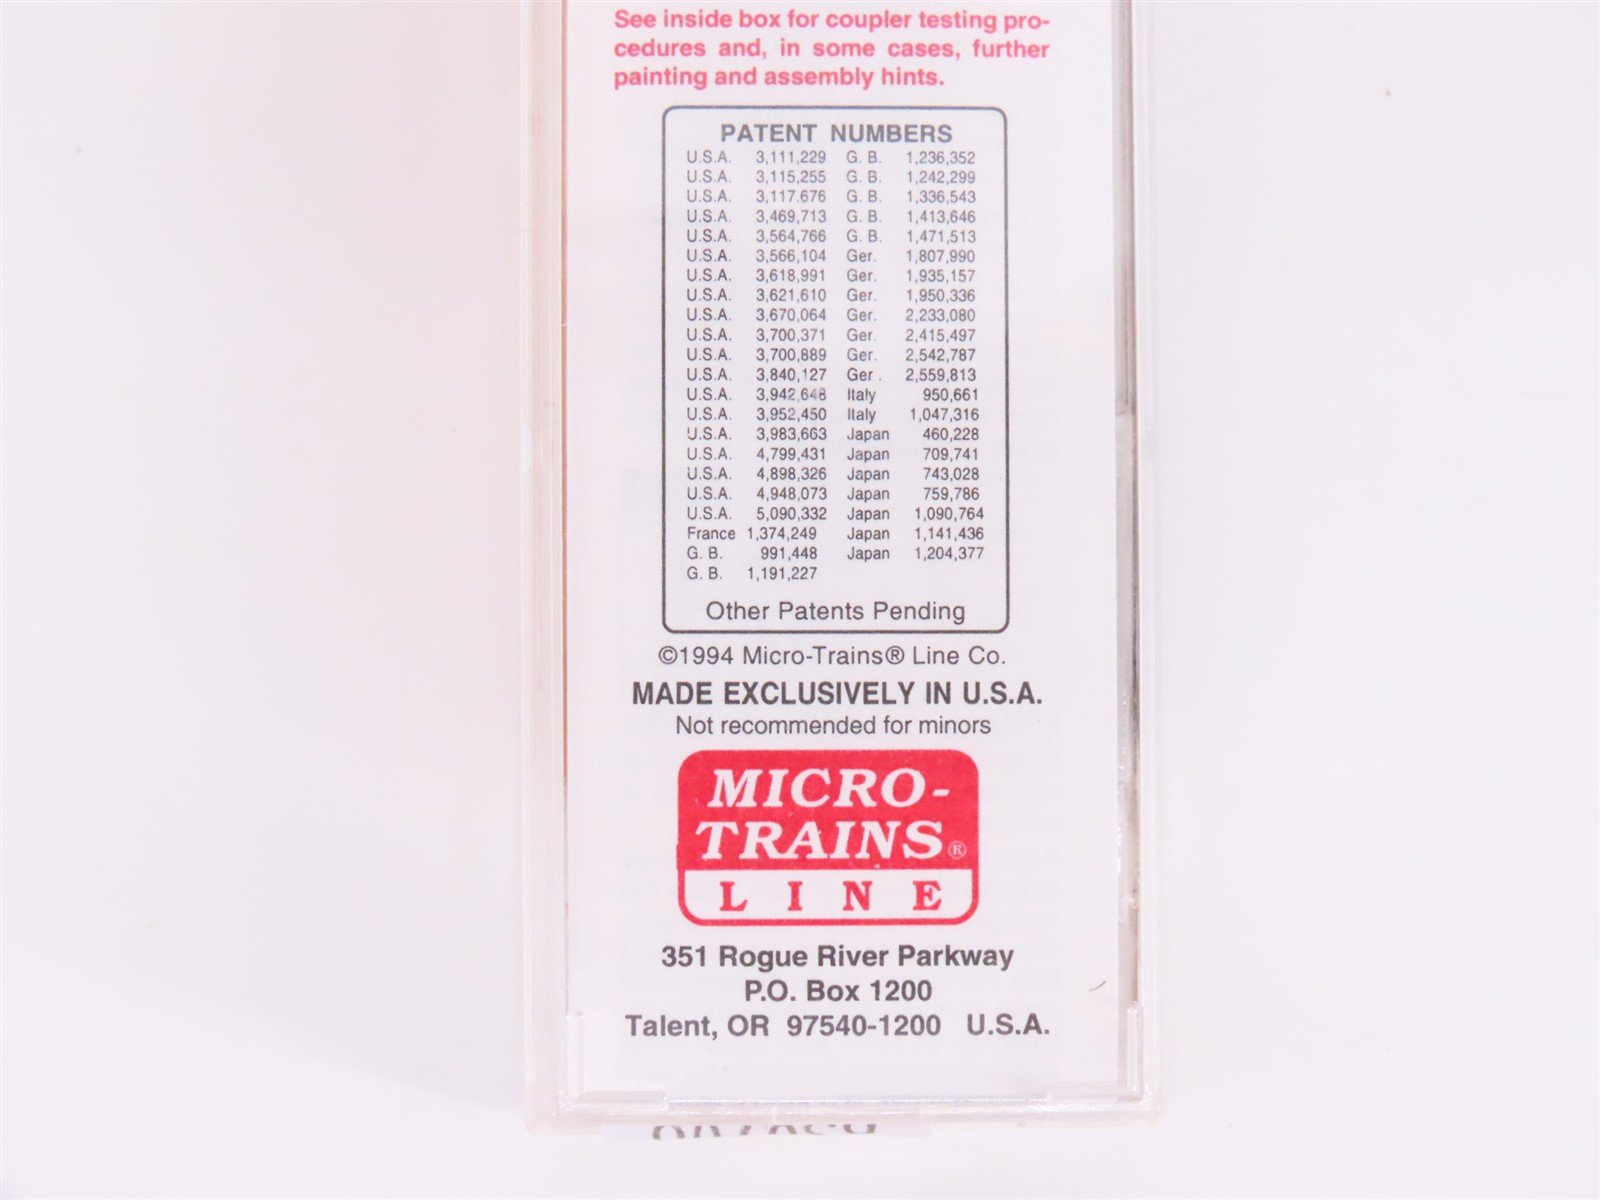 See inside box for coupler testing pro-
cedures and, in some cases, further
painting and assembly hints.
PATENT NUMBERS
U.S.A. 3,111,229 G. B. 1,236,352
U.S.A. 3,115,255 G. B. 1,242,299
U.S.A. 3,117.676 G. B. 1,336,543
U.S.A. 3,469,713 G. B. 1,413,646
U.S.A. 3,564,766 G. B. 1,471,513
U.S.A. 3,566,104 Ger. 1,807,990
U.S.A. 3,618,991 Ger. 1,935,157
U.S.A. 3,621,610 Ger. 1,950,336
U.S.A. 3,670,064 Ger. 2,233,080
U.S.A. 3,700,371 Ger. 2,415,497
U.S.A. 3,700,889 Ger. 2,542,787
U.S.A. 3,840,127 Ger . 2,559,813
U.S.A. 3,942,648 Italy 950,661
U.S.A. 3,952,450 Italy 1,047,316
U.S.A. 3,983,663 Japan 460,228
U.S.A. 4,799,431 Japan 709,741
U.S.A. 4,898,326 Japan 743,028
U.S.A. 4,948,073 Japan 759,786
U.S.A. 5,090,332 Japan 1,090,764
France 1,374,249 Japan 1,141,436
G. B. 991,448 Japan 1,204,377
G. B. 1,191,227
Other Patents Pending
©1994 Micro-Trains® Line Co.
MADE EXCLUSIVELY IN U.S.A.
Not recommended for minors
MICRO-
TRAINS®
LINE
351 Rogue River Parkway
P.O. Box 1200
Talent, OR 97540-1200 U.S.A.